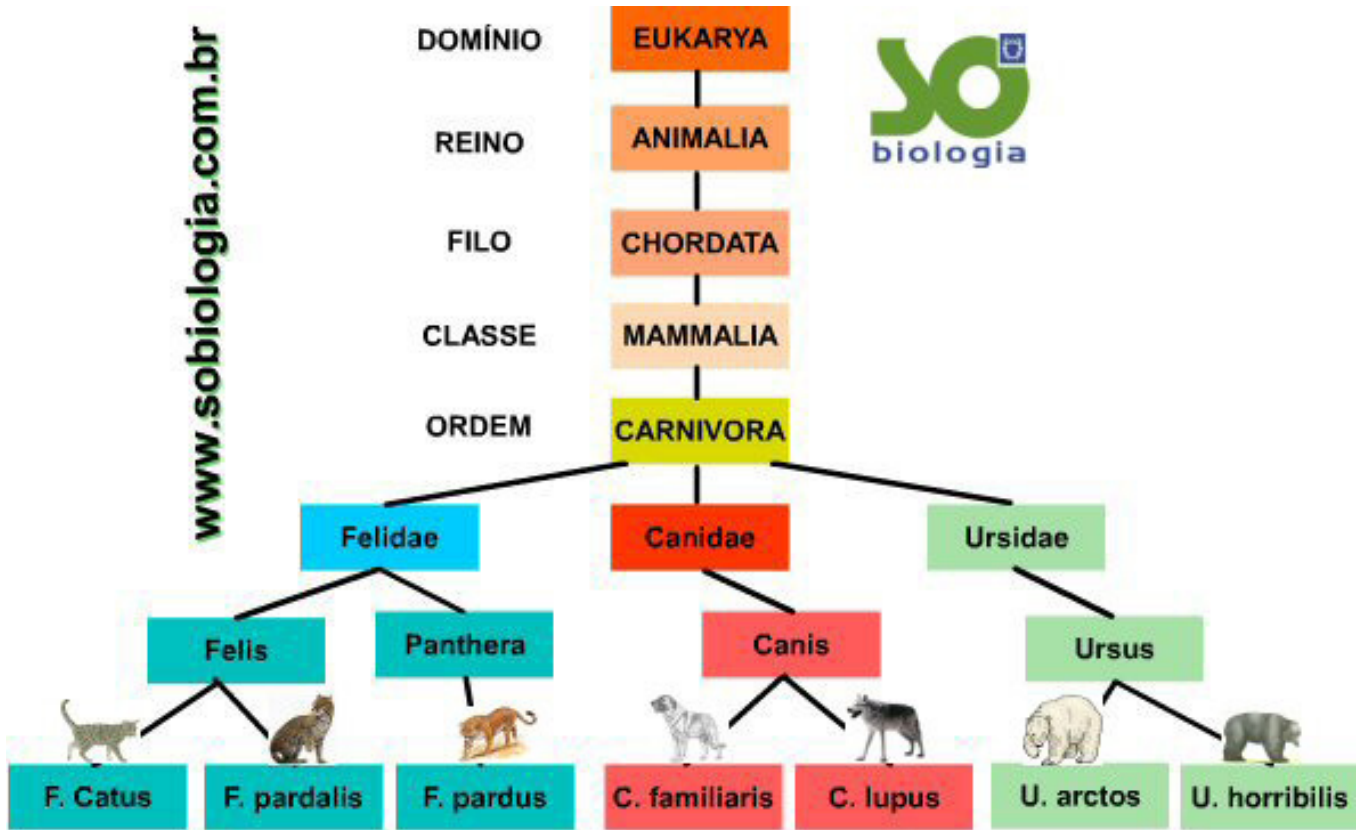 www.sobiologia.com.br
DOMÍNIO EUKARYA
SÓ
biologia
REINO ANIMALIA
FILO CHORDATA
CLASSE MAMMALIA
ORDEM CARNIVORA
Felidae Canidae Ursidae
Felis Panthera Canis Ursus
F. Catus F. pardalis F. pardus C. familiaris C. lupus U. arctos U. horribilis